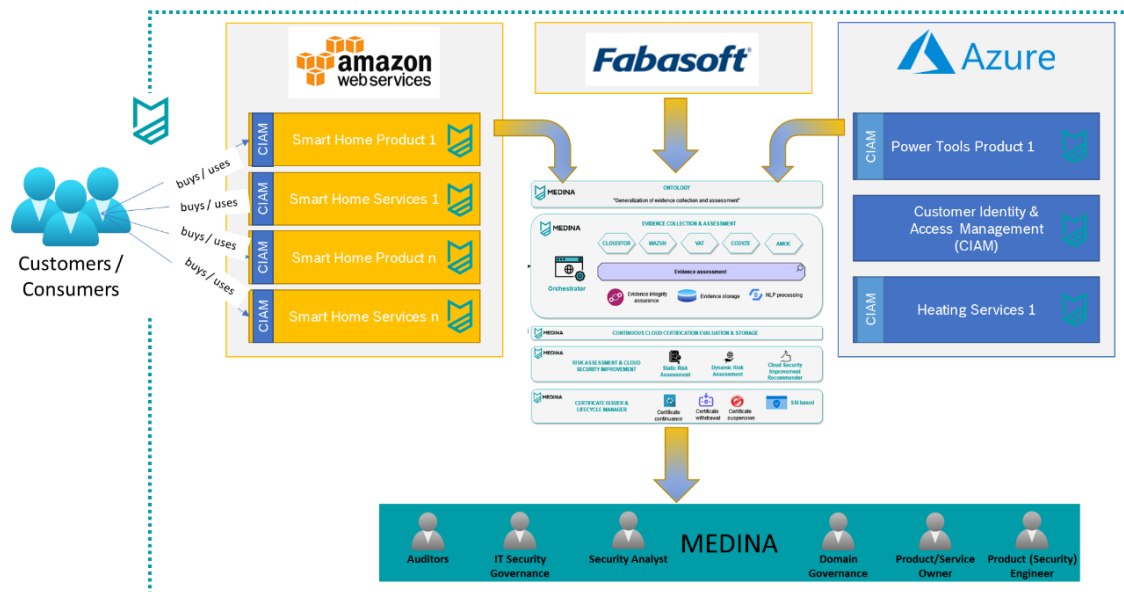 amazon
web services
Fabasoft
Azure
CIAM
Smart Home Product 1
CIAM
Smart Home Services 1
CIAM
Smart Home Product n
CIAM
Smart Home Services n
buys / uses
buys / uses
buys / uses
buys / uses
Customers /
Consumers
CIAM
Power Tools Product 1
Customer Identity &
Access Management
(CIAM)
CIAM
Heating Services 1
MEDINA
ONTOLOGY
"Generalization of evidence collection and assessment"
MEDINA
EVIDENCE COLLECTION & ASSESSMENT
CLOUDITOR
WAZUH
VAT
CODYZE
AMOE
Evidence assessment
Orchestrator
Evidence integrity
assurance
Evidence storage
NLP processing
MEDINA
CONTINUOUS CLOUD CERTIFICATION EVALUATION & STORAGE
MEDINA
RISK ASSESSMENT & CLOUD
SECURITY IMPROVEMENT
Static Risk
Assessment
Dynamic Risk
Assessment
Cloud Security
Improvement
Recommender
MEDINA
CERTIFICATE ISSUER &
LIFECYCLE MANAGER
Certificate
continuance
Certificate
withdrawal
Certificate
suspension
SSI based
Auditors
IT Security
Governance
Security Analyst
MEDINA
Domain
Governance
Product/Service
Owner
Product (Security)
Engineer